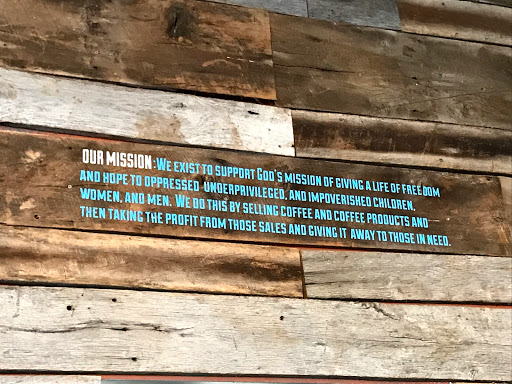 OUR MISSION: WE EXIST TO SUPPORT GOD'S MISSION OF GIVING A LIFE OF FREEDOM
AND HOPE TO OPPRESSED UNDERPRIVILEGED, AND IMPOVERISHED CHILDREN,
WOMEN, AND MEN. WE DO THIS BY SELLING COFFEE AND COFFEE PRODUCTS AND
THEN TAKING THE PROFIT FROM THOSE SALES AND GIVING IT AWAY TO THOSE IN NEED.